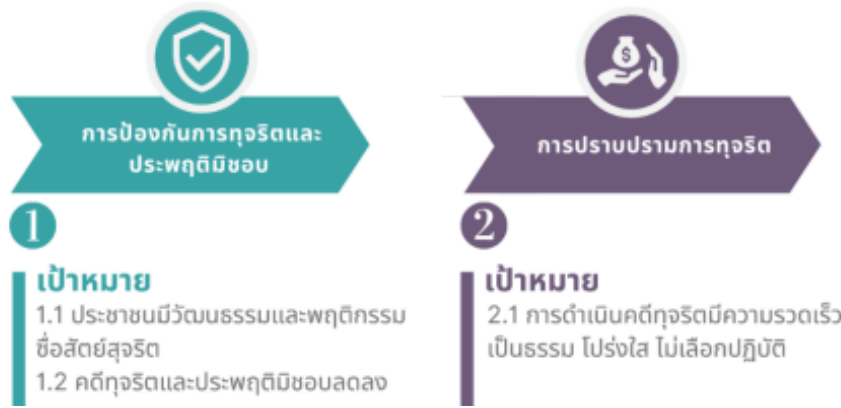 การป้องกันการทุจริตและ
ประพฤติมิชอบ
1
เป้าหมาย
1.1 ประชาชนมีวัฒนธรรมและพฤติกรรม
ซื่อสัตย์สุจริต
1.2 คดีทุจริตและประพฤติมิชอบลดลง
$
การปราบปรามการทุจริต
2
เป้าหมาย
2.1 การดำเนินคดีทุจริตมีความรวดเร็ว
เป็นธรรม โปร่งใส ไม่เลือกปฏิบัติ